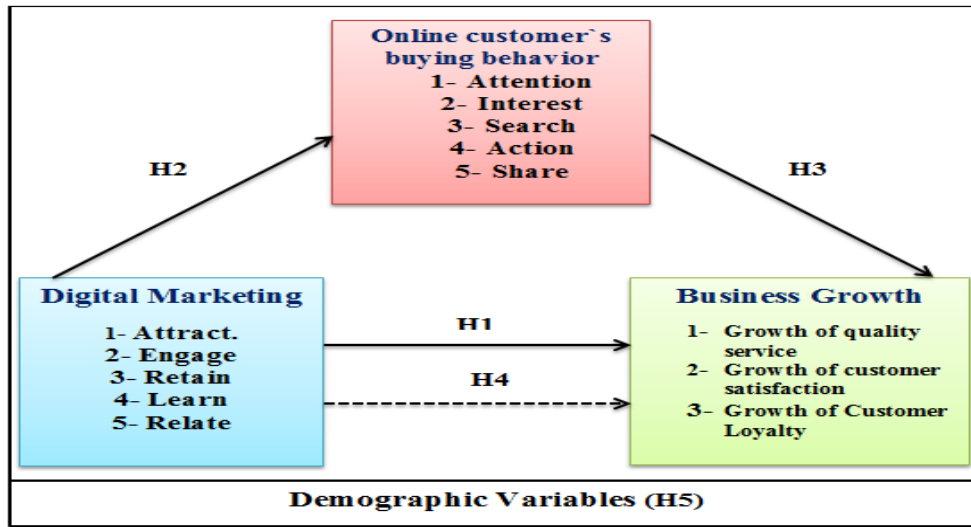 Online customer`s
buying behavior
1- Attention
2- Interest
3- Search
4- Action
5- Share
H2
H3
Digital Marketing
1- Attract.
2- Engage
3- Retain
4- Learn
5- Relate
H1
H4
Business Growth
1- Growth of quality
service
2- Growth of customer
satisfaction
3- Growth of Customer
Loyalty
Demographic Variables (H5)